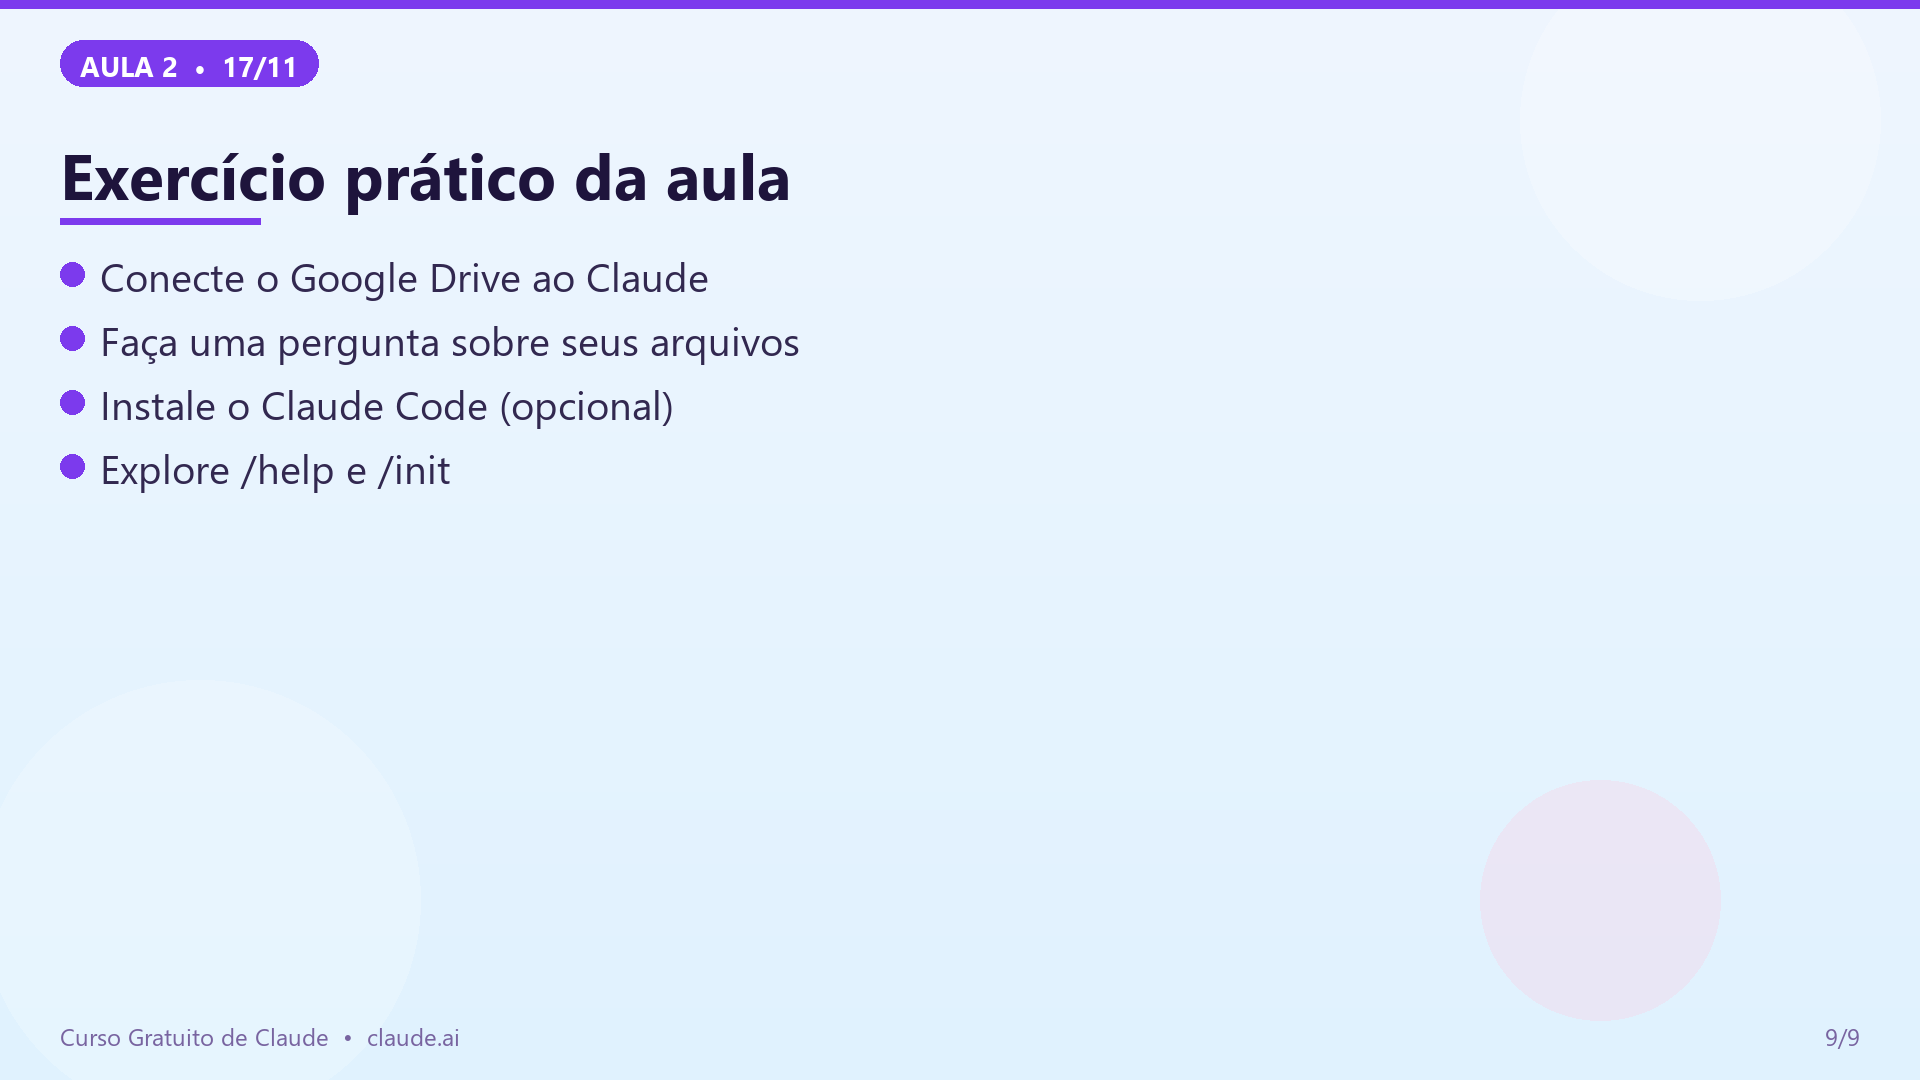 AULA 2 • 17/11
Exercício prático da aula
Conecte o Google Drive ao Claude
Faça uma pergunta sobre seus arquivos
Instale o Claude Code (opcional)
Explore /help e /init
Curso Gratuito de Claude • claude.ai
9/9